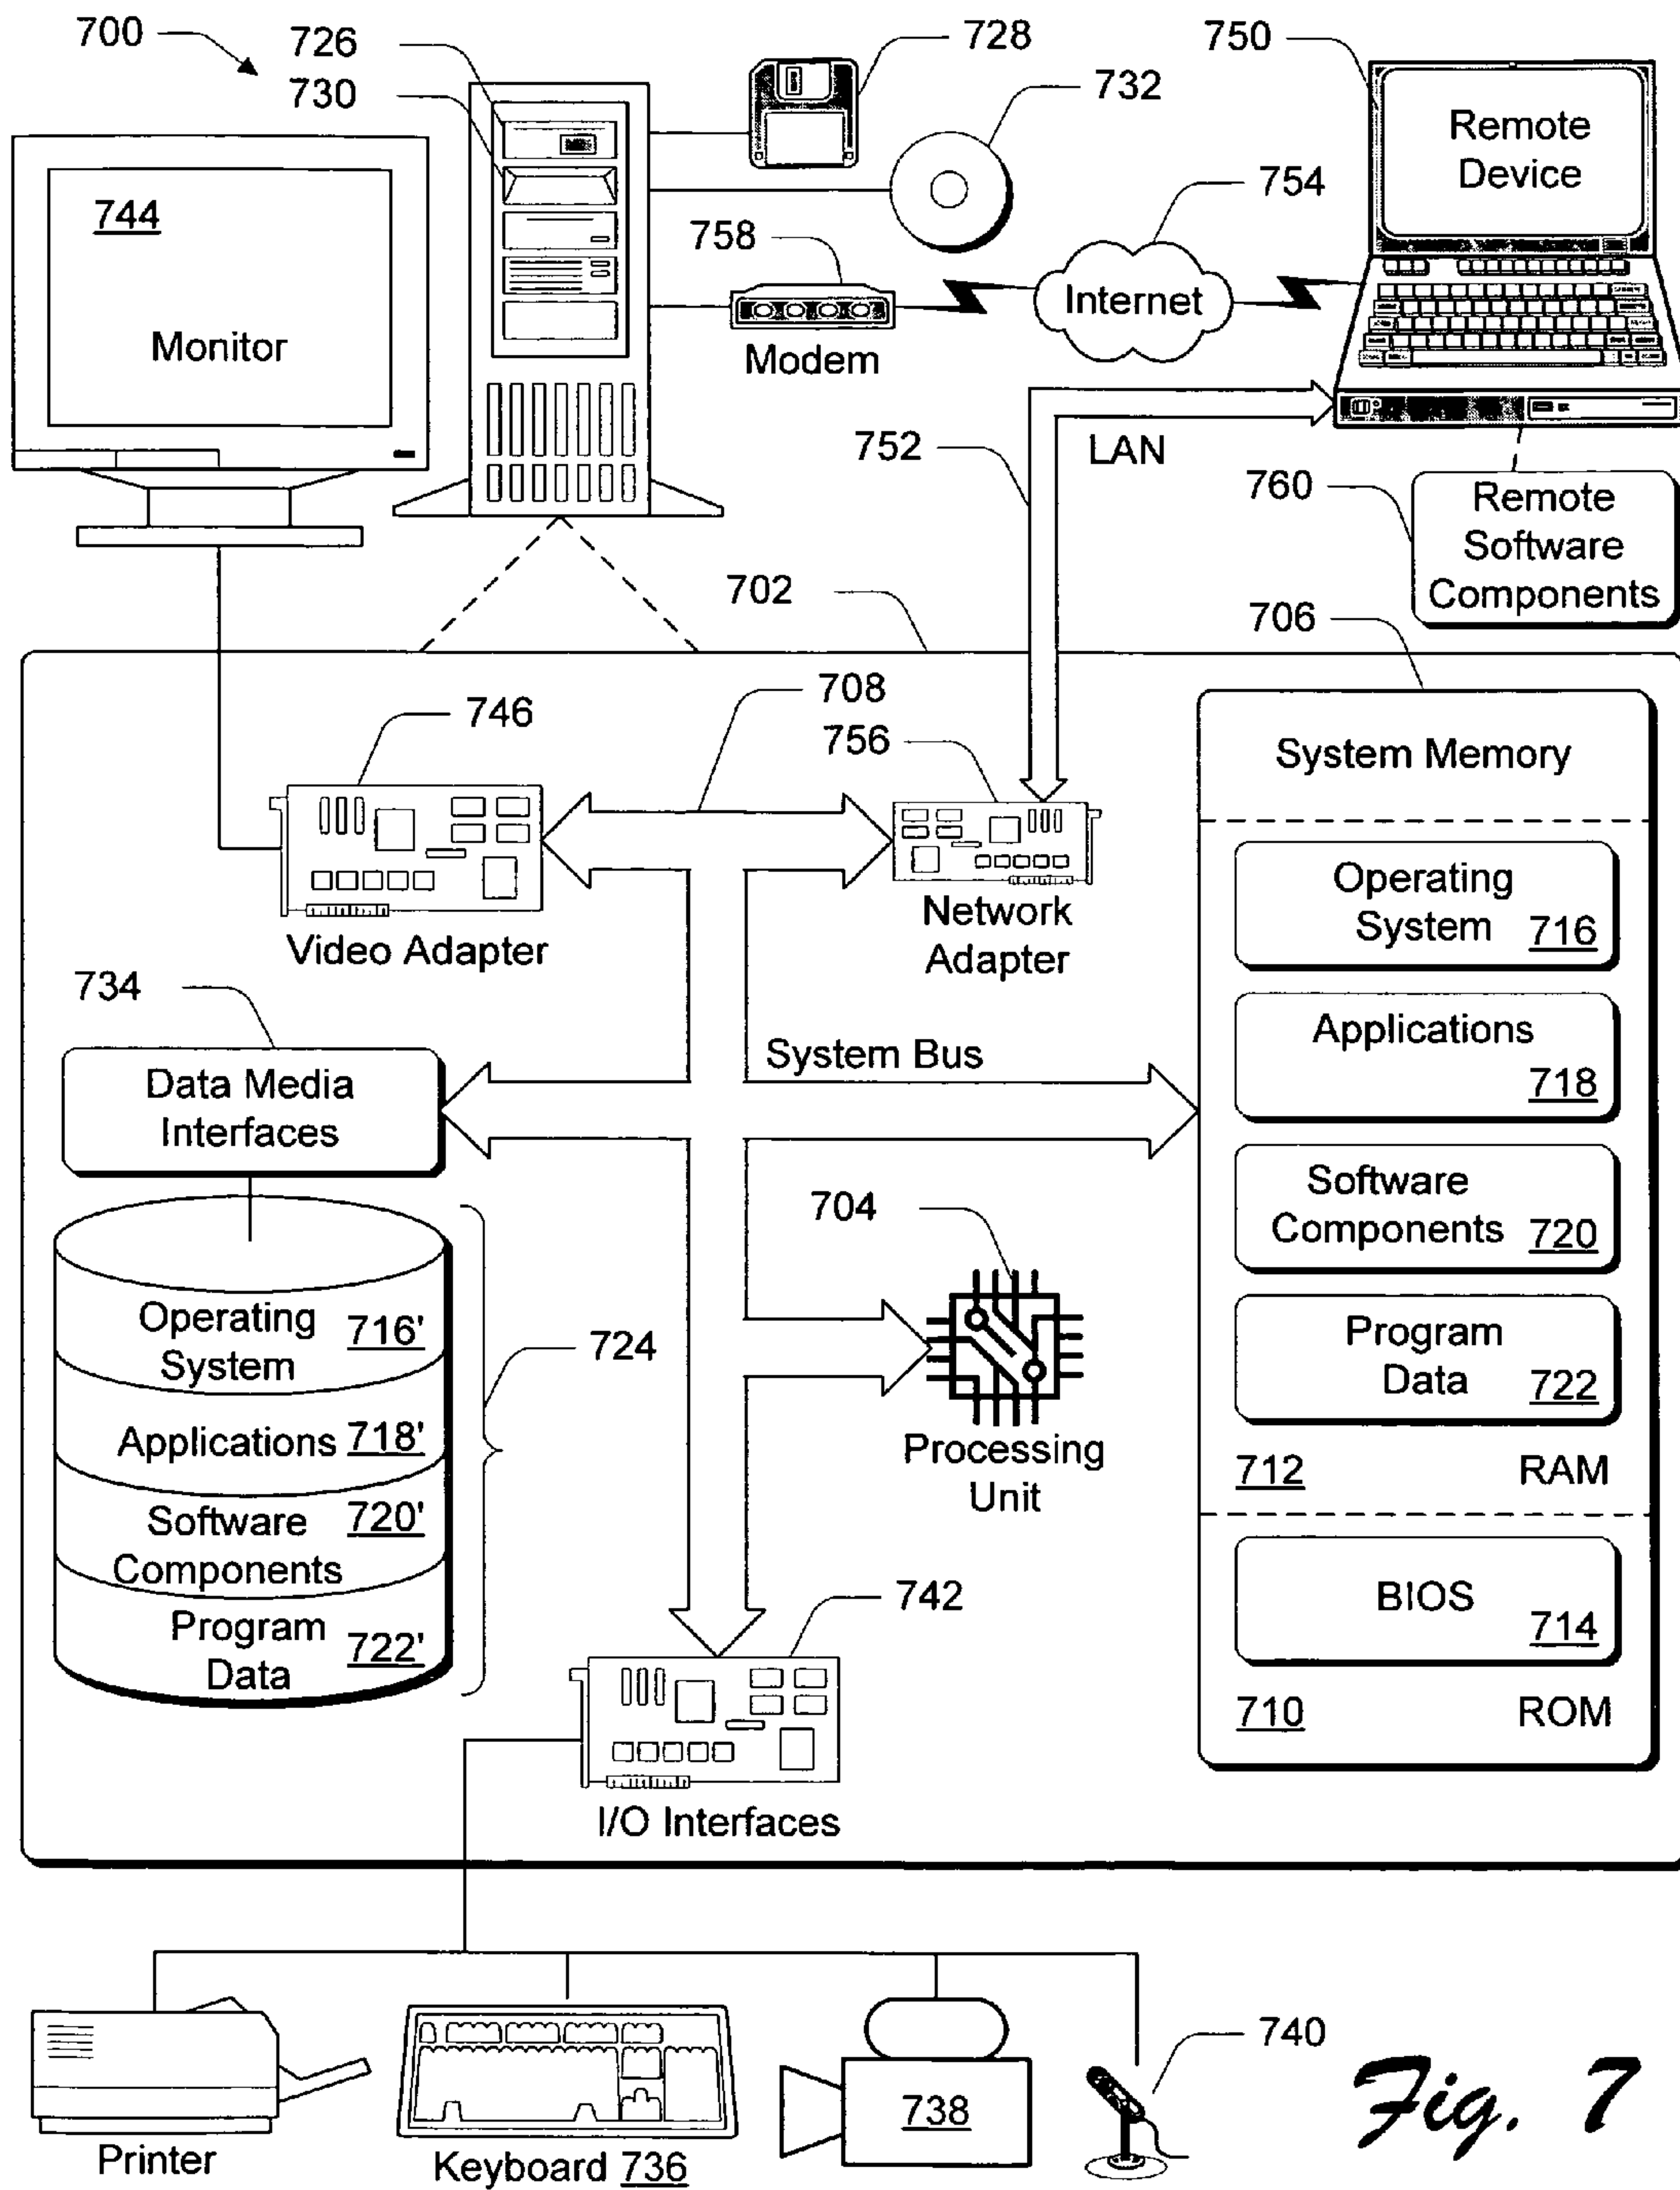 700
726
730
728
732
750
Remote
Device
744
Monitor
758
Modem
754
Internet
752
LAN
760
Remote
Software
Components
702
706
708
746
756
Video Adapter
Network
Adapter
System Memory
Operating
System 716
Applications
718
Software
Components 720
Program
Data 722
712 RAM
BIOS
714
710 ROM
734
Data Media
Interfaces
System Bus
704
Processing
Unit
Operating
System 716'
Applications 718'
Software
Components 720'
Program
Data 722'
724
742
I/O Interfaces
Printer
Keyboard 736
738
740
Fig. 7